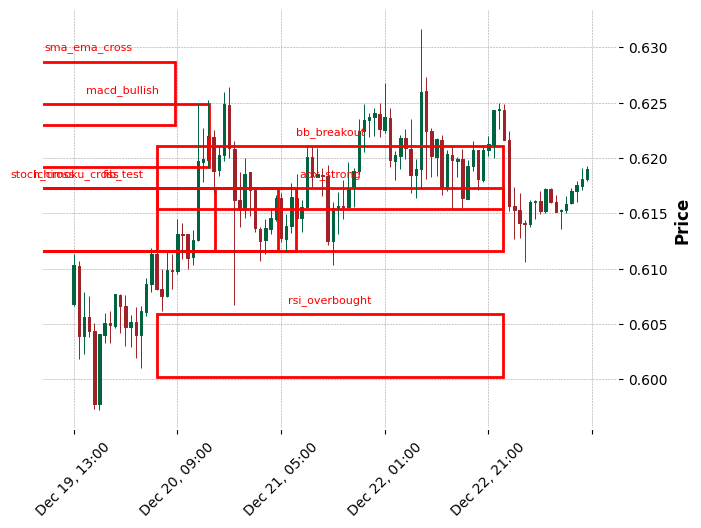 sma_ema_cross
macd_bullish
bb_breakout
fib_test
adx_strong
rsi_overbought
0.630
0.625
0.620
0.615
0.610
0.605
0.600
Price
Dec 19, 13:00
Dec 20, 09:00
Dec 21, 05:00
Dec 22, 01:00
Dec 22, 21:00